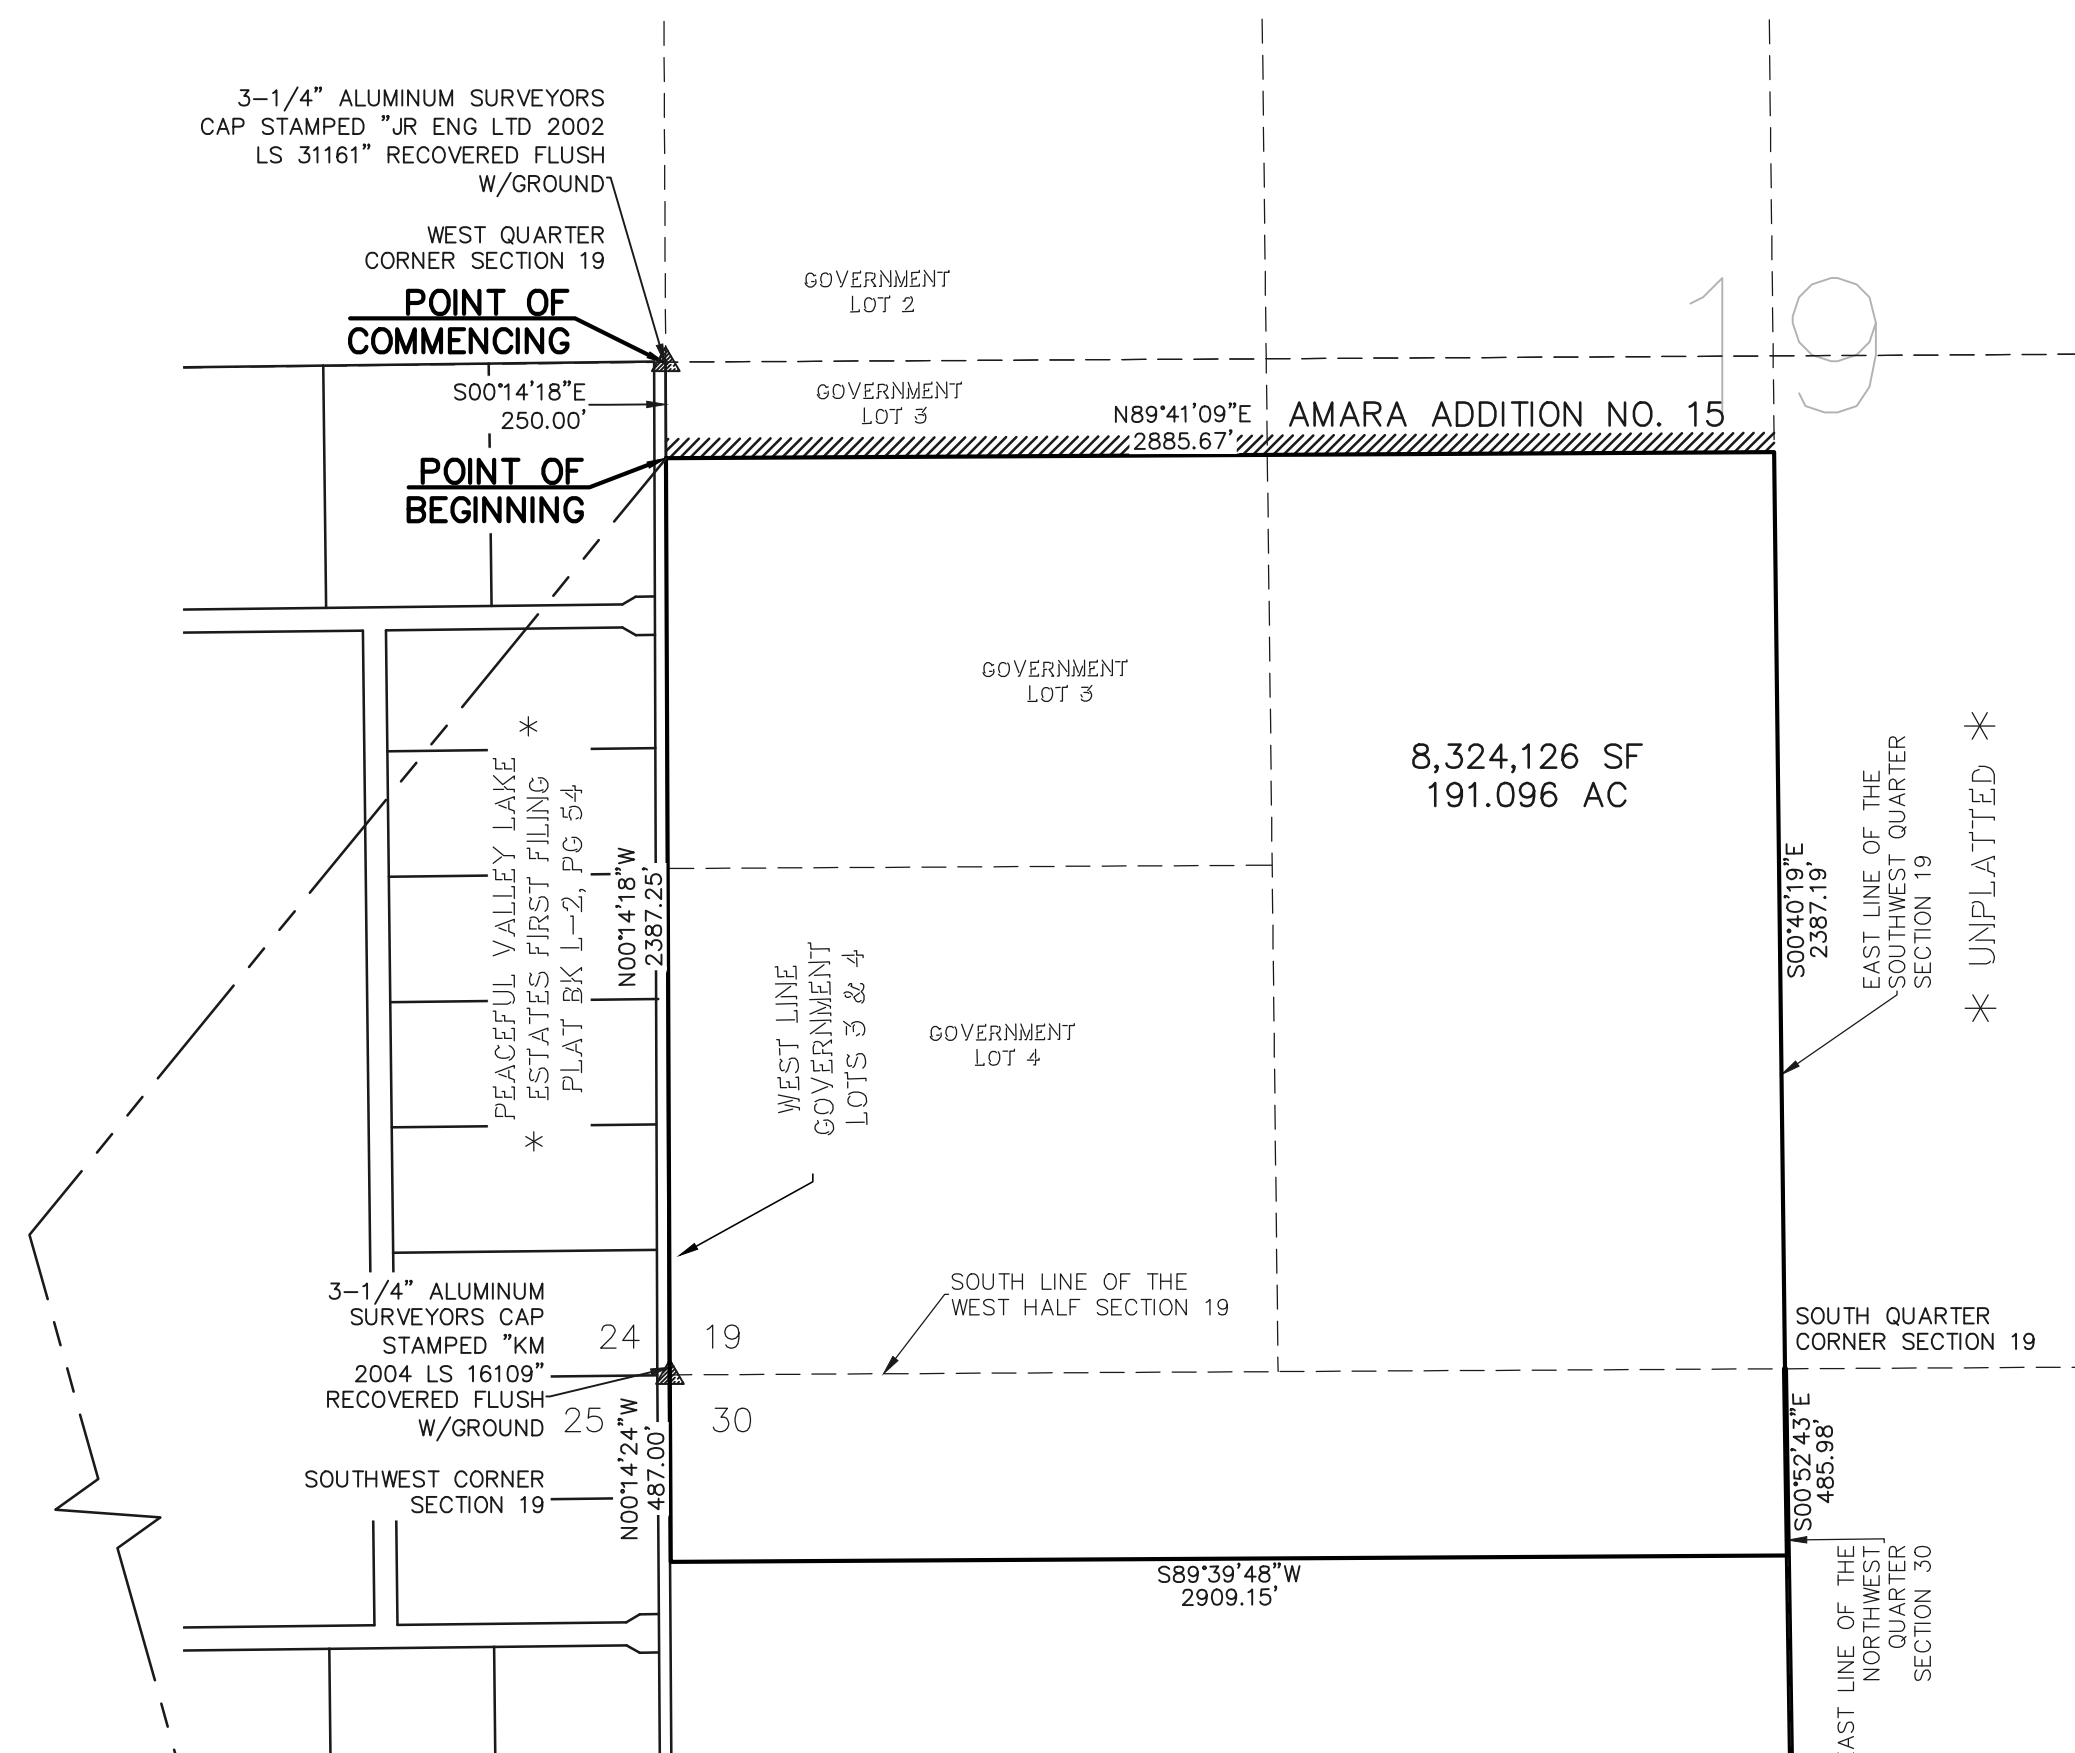 3-1/4" ALUMINUM SURVEYORS
CAP STAMPED "JR ENG LTD 2002
LS 31161" RECOVERED FLUSH
W/GROUND
WEST QUARTER
CORNER SECTION 19
POINT OF
COMMENCING
S00°14'18"E
250.00'
POINT OF
BEGINNING
GOVERNMENT
LOT 2
GOVERNMENT
LOT 3
N89°41'09"E
2885.67'
AMARA ADDITION NO. 15
19
GOVERNMENT
LOT 3
8,324,126 SF
191.096 AC
* PEACEFUL VALLEY LAKE
ESTATES FIRST FILING
PLAT BK L-2, PG 54 *
N00°14'18"W
2387.25'
WEST LINE
GOVERNMENT
LOTS 3 & 4
GOVERNMENT
LOT 4
S00°40'19"E
2387.19'
EAST LINE OF THE
SOUTHWEST QUARTER
SECTION 19
* UNPLATTED *
SOUTH LINE OF THE
WEST HALF SECTION 19
SOUTH QUARTER
CORNER SECTION 19
3-1/4" ALUMINUM
SURVEYORS CAP
STAMPED "KM
2004 LS 16109"
RECOVERED FLUSH
W/GROUND
24
19
25
30
SOUTHWEST CORNER
SECTION 19
N00°14'24"W
487.00'
S00°52'43"E
485.98'
S89°39'48"W
2909.15'
AST LINE OF THE
NORTHWEST
QUARTER
SECTION 30